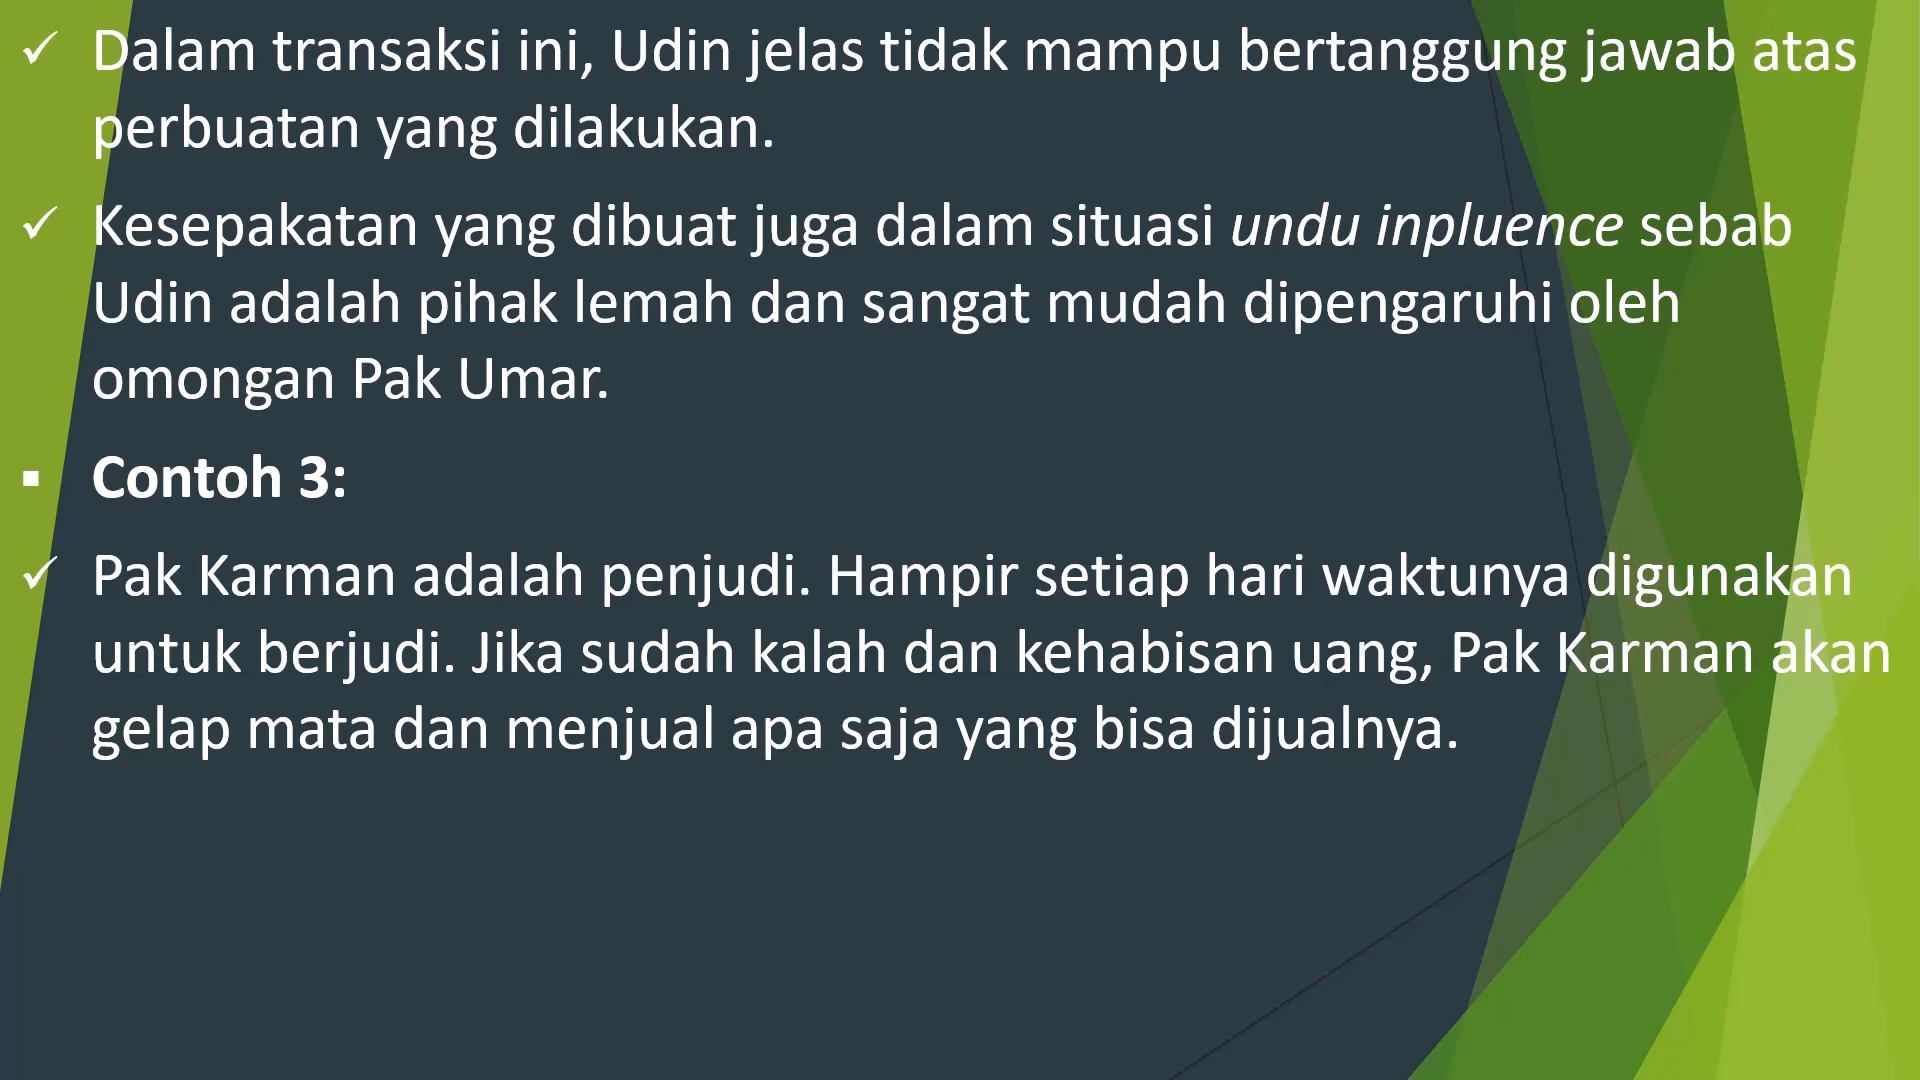 ✓ Dalam transaksi ini, Udin jelas tidak mampu bertanggung jawab atas
perbuatan yang dilakukan.
✓ Kesepakatan yang dibuat juga dalam situasi undu inpluence sebab
Udin adalah pihak lemah dan sangat mudah dipengaruhi oleh
omongan Pak Umar.
▪ Contoh 3:
✓ Pak Karman adalah penjudi. Hampir setiap hari waktunya digunakan
untuk berjudi. Jika sudah kalah dan kehabisan uang, Pak Karman akan
gelap mata dan menjual apa saja yang bisa dijualnya.